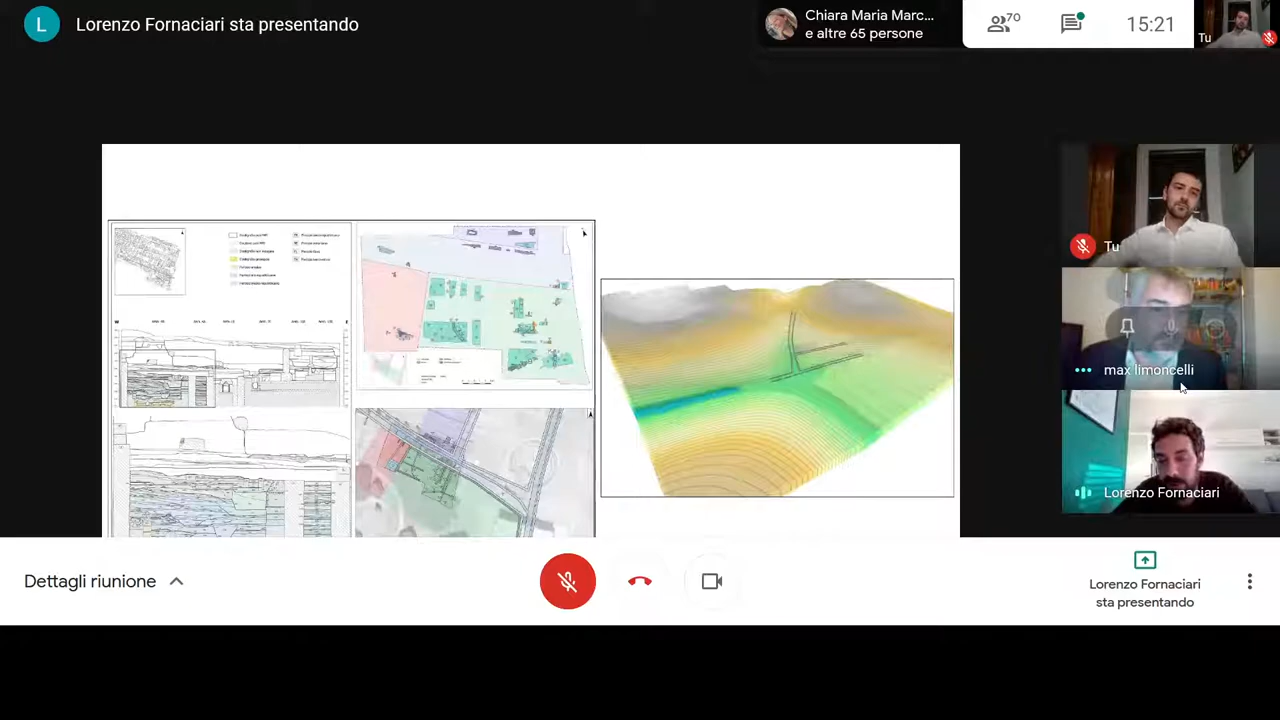 L
Lorenzo Fornaciari sta presentando
Chiara Maria Marc...
e altre 65 persone
70
15:21
Tu
Tu
max limoncelli
Lorenzo Fornaciari
Dettagli riunione
Lorenzo Fornaciari
sta presentando